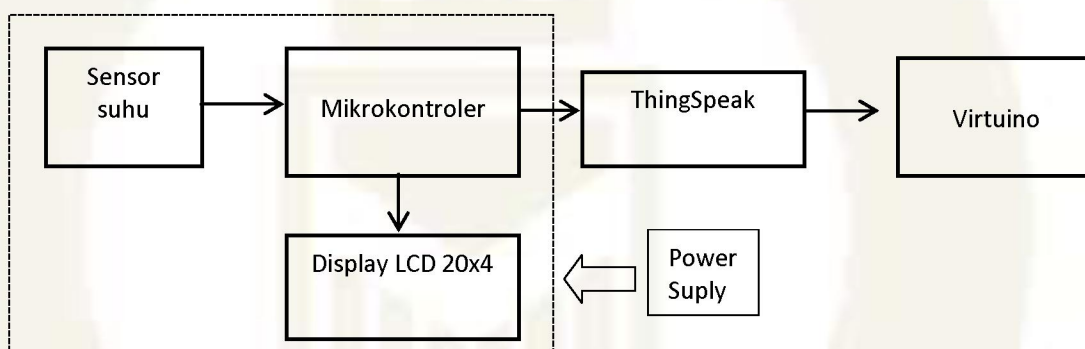 Sensor
suhu
Mikrokontroler
ThingSpeak
Virtuino
Display LCD 20x4
Power
Suply